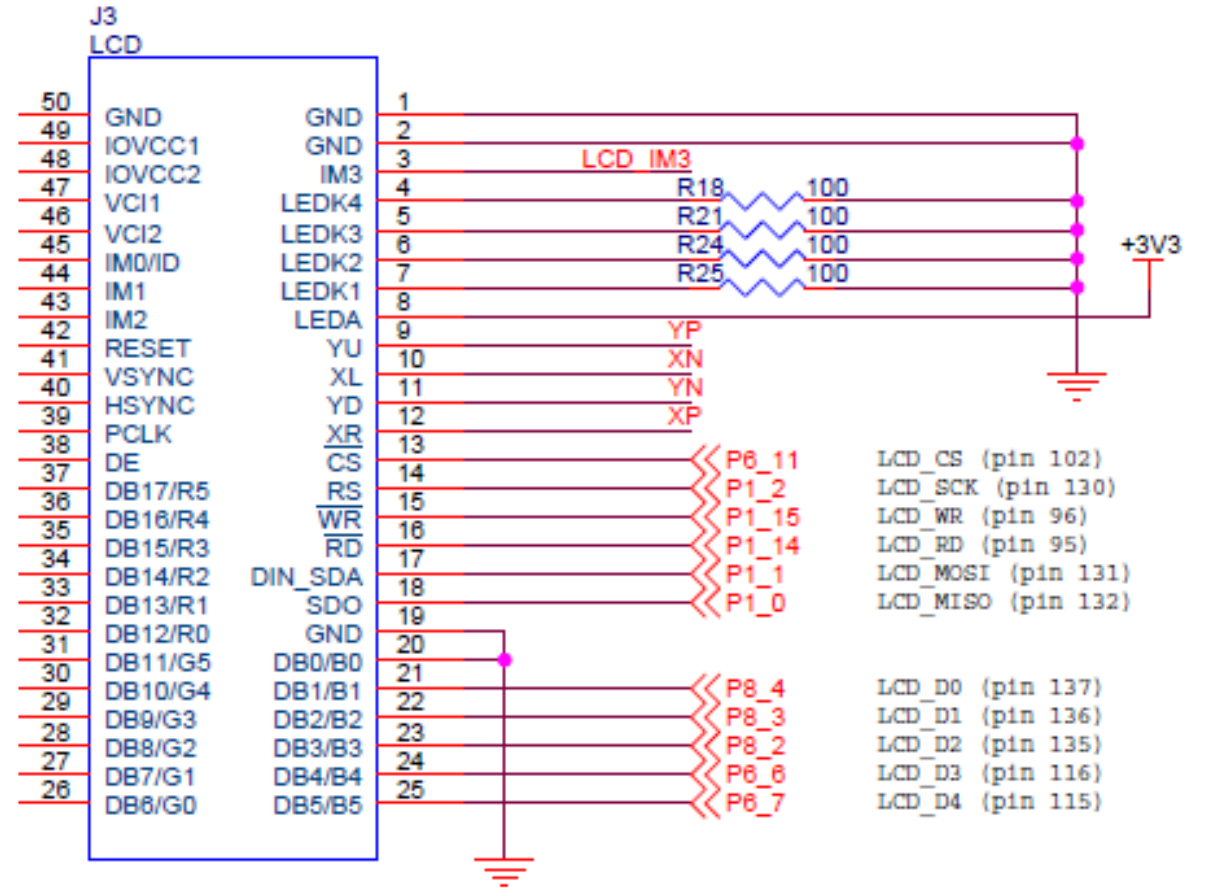 J3
LCD
50 GND GND 1
49 IOVCC1 GND 2
48 IOVCC2 IM3 3 LCD_IM3
47 VCI1 LEDK4 4 R18 100
46 VCI2 LEDK3 5 R21 100
45 IM0/ID LEDK2 6 R24 100 +3V3
44 IM1 LEDK1 7 R25 100
43 IM2 LEDA 8
42 RESET YU 9 YP
41 VSYNC XL 10 XN
40 HSYNC YD 11 YN
39 PCLK XR 12 XP
38 DE CS 13 P6_11 LCD_CS (pin 102)
37 DB17/R5 RS 14 P1_2 LCD_SCK (pin 130)
36 DB16/R4 WR 15 P1_15 LCD_WR (pin 96)
35 DB15/R3 RD 16 P1_14 LCD_RD (pin 95)
34 DB14/R2 DIN_SDA 17 P1_1 LCD_MOSI (pin 131)
33 DB13/R1 SDO 18 P1_0 LCD_MISO (pin 132)
32 DB12/R0 GND 19
31 DB11/G5 DB0/B0 20
30 DB10/G4 DB1/B1 21 P8_4 LCD_D0 (pin 137)
29 DB9/G3 DB2/B2 22 P8_3 LCD_D1 (pin 136)
28 DB8/G2 DB3/B3 23 P8_2 LCD_D2 (pin 135)
27 DB7/G1 DB4/B4 24 P6_6 LCD_D3 (pin 116)
26 DB6/G0 DB5/B5 25 P6_7 LCD_D4 (pin 115)